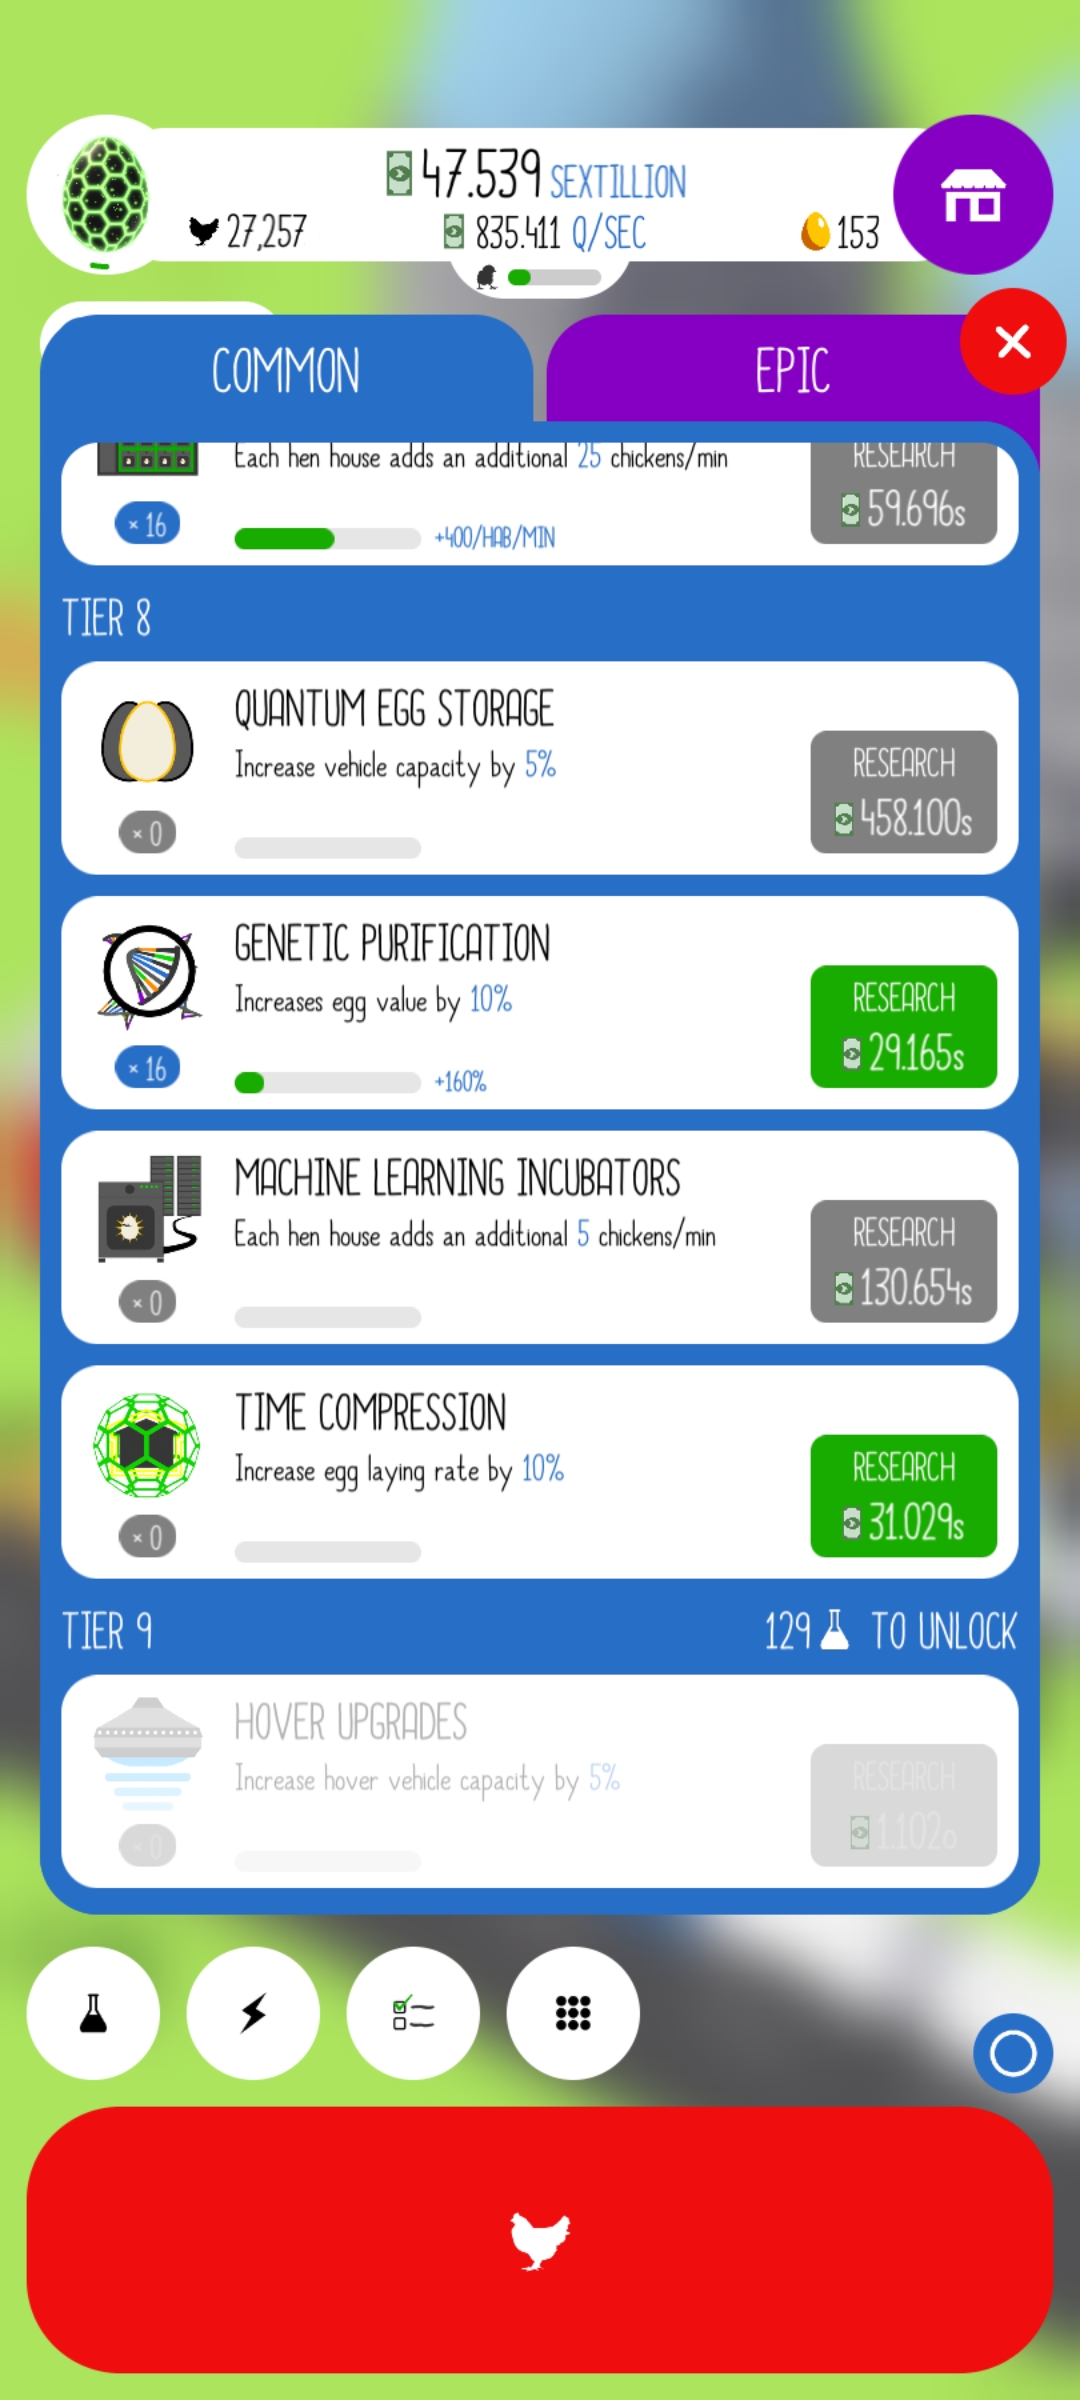 47.539 SEXTILLION
27,257
835.411 Q/SEC
153
COMMON
EPIC
Each hen house adds an additional 25 chickens/min
RESEARCH
59.696s
× 16
+400/HAB/MIN
TIER 8
QUANTUM EGG STORAGE
Increase vehicle capacity by 5%
RESEARCH
458.100s
× 0
GENETIC PURIFICATION
Increases egg value by 10%
RESEARCH
29.165s
× 16
+160%
MACHINE LEARNING INCUBATORS
Each hen house adds an additional 5 chickens/min
RESEARCH
130.654s
× 0
TIME COMPRESSION
Increase egg laying rate by 10%
RESEARCH
31.029s
× 0
TIER 9
129 TO UNLOCK
HOVER UPGRADES
Increase hover vehicle capacity by 5%
RESEARCH
1.102o
× 0